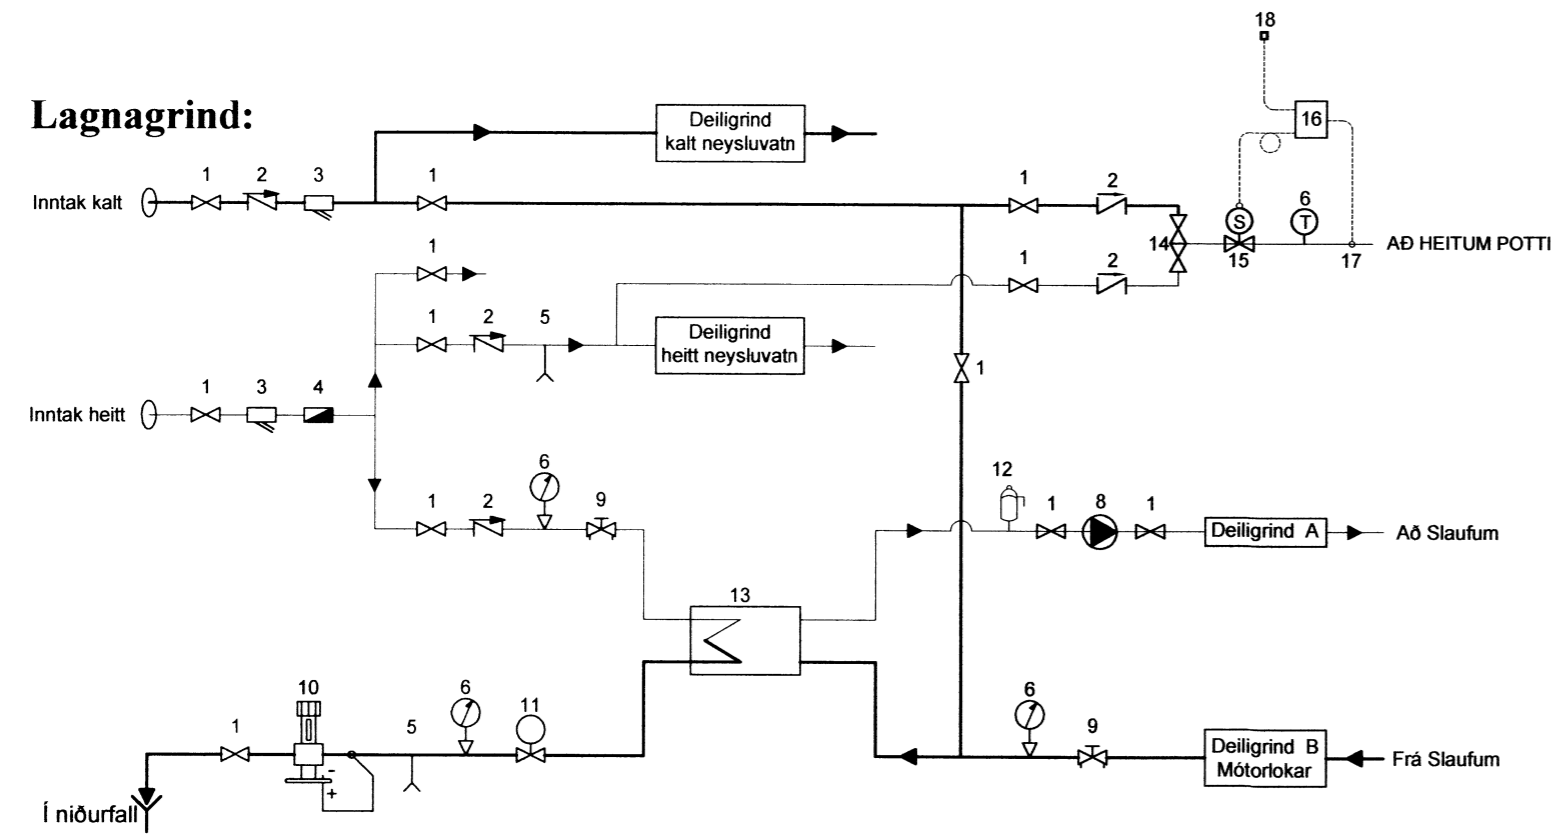 18
Lagnagrind:
Deiligrind
kalt neysluvatn
16
Inntak kalt
1
2
3
1
1
2
S
6
T
14
15
17
AÐ HEITUM POTTI
1
1
2
1
2
5
Deiligrind
heitt neysluvatn
1
Inntak heitt
1
3
4
6
1
2
9
12
1
8
1
Deiligrind A
Að Slaufum
13
10
1
-
+
5
6
11
6
9
Deiligrind B
Mótorlokar
Frá Slaufum
Í niðurfall